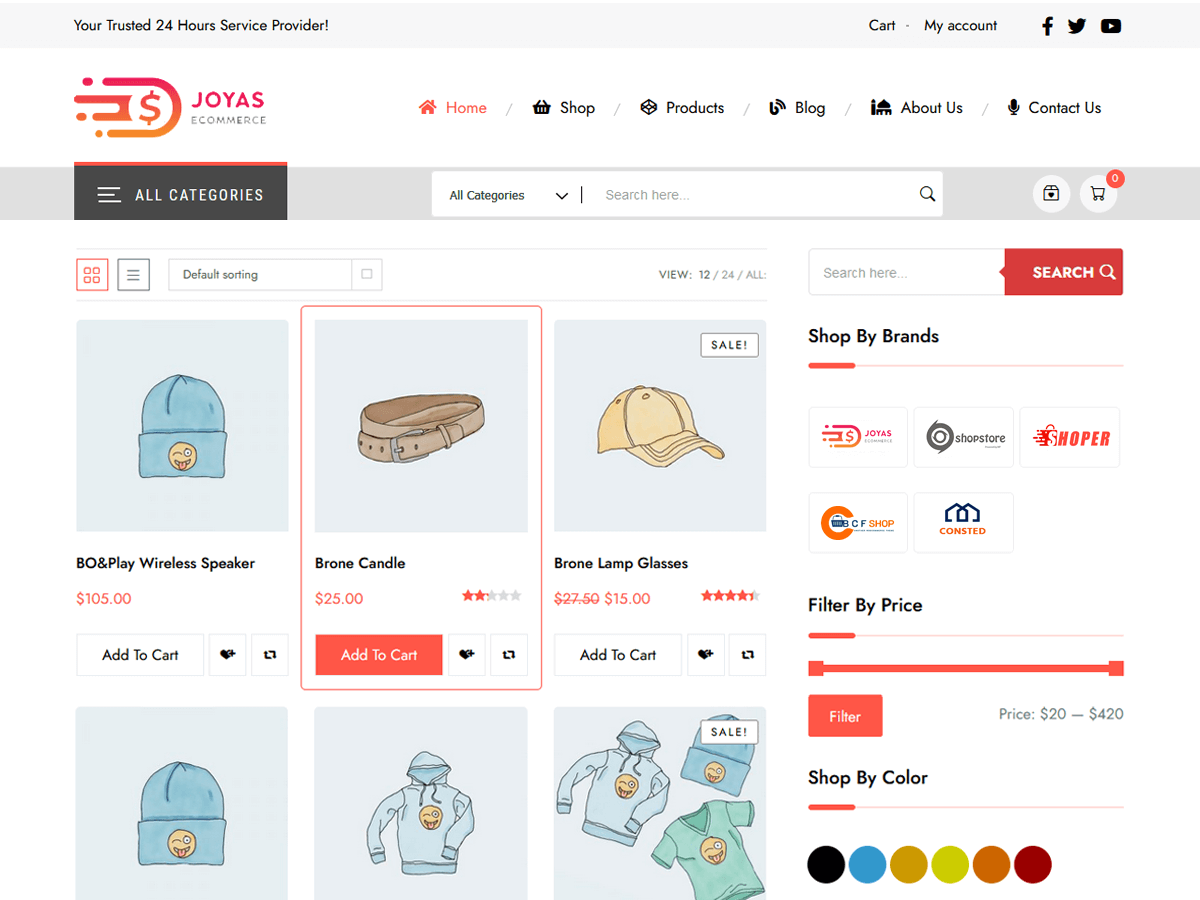 Your Trusted 24 Hours Service Provider!
Cart - My account
JOYAS
ECOMMERCE
Home / Shop / Products / Blog / About Us / Contact Us
ALL CATEGORIES
All Categories
Search here...
0
Default sorting
VIEW: 12 / 24 / ALL:
Search here...
SEARCH
Shop By Brands
SALE!
JOYAS
ECOMMERCE
shopstore
SHOPER
BCF SHOP
CONSTED
BO&Play Wireless Speaker
Brone Candle
Brone Lamp Glasses
$105.00
$25.00
$27.50 $15.00
Add To Cart
Add To Cart
Add To Cart
Filter By Price
Filter
Price: $20 — $420
SALE!
Shop By Color